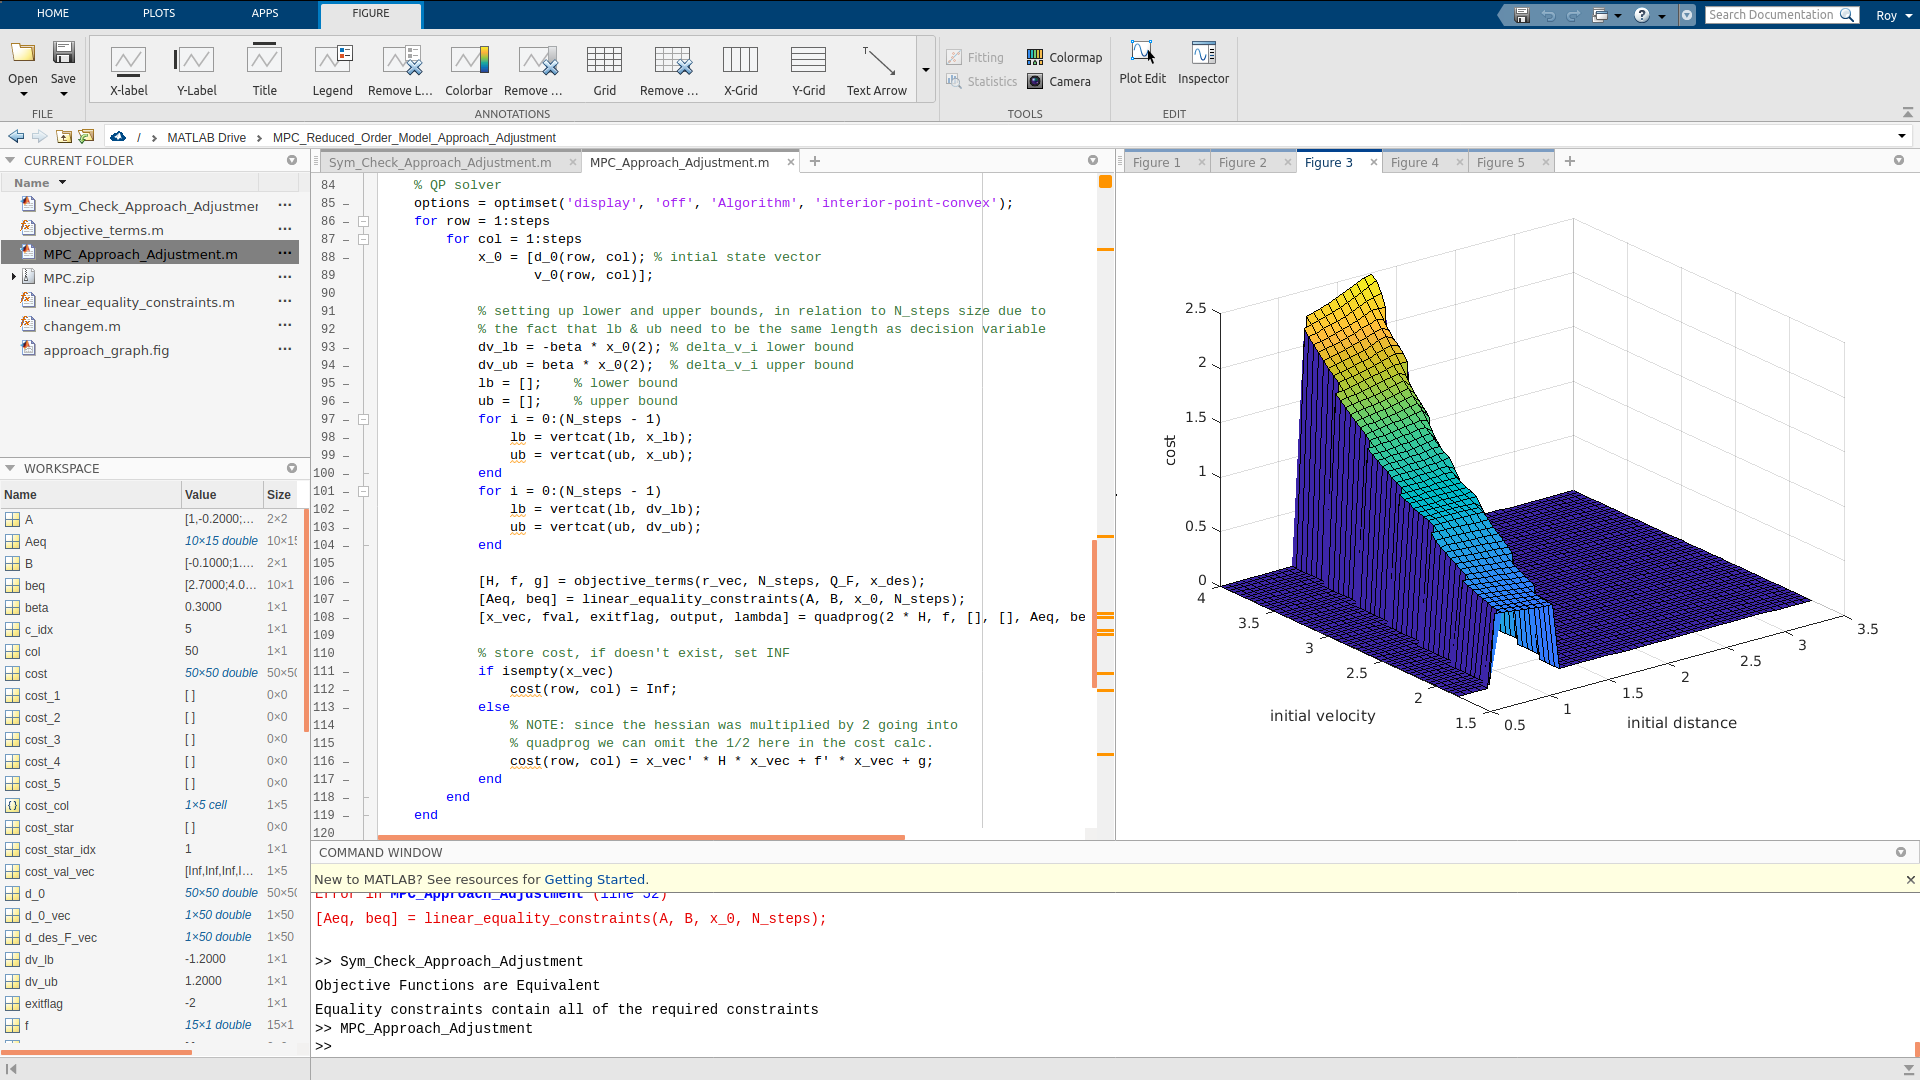 HOME PLOTS APPS FIGURE
Search Documentation Roy
Open Save X-label Y-Label Title Legend Remove L... Colorbar Remove ... Grid Remove ... X-Grid Y-Grid Text Arrow
Fitting Statistics Colormap Camera
Plot Edit Inspector
FILE ANNOTATIONS TOOLS EDIT
/ MATLAB Drive MPC_Reduced_Order_Model_Approach_Adjustment
CURRENT FOLDER
Name
Sym_Check_Approach_Adjustmer
objective_terms.m
MPC_Approach_Adjustment.m
MPC.zip
linear_equality_constraints.m
changem.m
approach_graph.fig
WORKSPACE
Name Value Size
A [1,-0.2000;... 2×2
Aeq 10×15 double 10×15
B [-0.1000;1.... 2×1
beq [2.7000;4.0... 10×1
beta 0.3000 1×1
c_idx 5 1×1
col 50 1×1
cost 50×50 double 50×50
cost_1 [ ] 0×0
cost_2 [ ] 0×0
cost_3 [ ] 0×0
cost_4 [ ] 0×0
cost_5 [ ] 0×0
cost_col 1×5 cell 1×5
cost_star [ ] 0×0
cost_star_idx 1 1×1
cost_val_vec [Inf,Inf,Inf,I... 1×5
d_0 50×50 double 50×50
d_0_vec 1×50 double 1×50
d_des_F_vec 1×50 double 1×50
dv_lb -1.2000 1×1
dv_ub 1.2000 1×1
exitflag -2 1×1
f 15×1 double 15×1
Sym_Check_Approach_Adjustment.m MPC_Approach_Adjustment.m
84 % QP solver
85 – options = optimset('display', 'off', 'Algorithm', 'interior-point-convex');
86 – for row = 1:steps
87 – for col = 1:steps
88 – x_0 = [d_0(row, col); % intial state vector
89 v_0(row, col)];
90
91 % setting up lower and upper bounds, in relation to N_steps size due to
92 % the fact that lb & ub need to be the same length as decision variable
93 – dv_lb = -beta * x_0(2); % delta_v_i lower bound
94 – dv_ub = beta * x_0(2); % delta_v_i upper bound
95 – lb = []; % lower bound
96 – ub = []; % upper bound
97 – for i = 0:(N_steps - 1)
98 – lb = vertcat(lb, x_lb);
99 – ub = vertcat(ub, x_ub);
100 – end
101 – for i = 0:(N_steps - 1)
102 – lb = vertcat(lb, dv_lb);
103 – ub = vertcat(ub, dv_ub);
104 – end
105
106 – [H, f, g] = objective_terms(r_vec, N_steps, Q_F, x_des);
107 – [Aeq, beq] = linear_equality_constraints(A, B, x_0, N_steps);
108 – [x_vec, fval, exitflag, output, lambda] = quadprog(2 * H, f, [], [], Aeq, be
109
110 % store cost, if doesn't exist, set INF
111 – if isempty(x_vec)
112 – cost(row, col) = Inf;
113 – else
114 % NOTE: since the hessian was multiplied by 2 going into
115 % quadprog we can omit the 1/2 here in the cost calc.
116 – cost(row, col) = x_vec' * H * x_vec + f' * x_vec + g;
117 – end
118 – end
119 – end
120
Figure 1 Figure 2 Figure 3 Figure 4 Figure 5
2.5
2
1.5
1
0.5
0
cost
4
3.5
3
2.5
2
1.5
initial velocity
0.5
1
1.5
2
2.5
3
3.5
initial distance
COMMAND WINDOW
New to MATLAB? See resources for Getting Started.
Error in MPC_Approach_Adjustment (line 52)
[Aeq, beq] = linear_equality_constraints(A, B, x_0, N_steps);
>> Sym_Check_Approach_Adjustment
Objective Functions are Equivalent
Equality constraints contain all of the required constraints
>> MPC_Approach_Adjustment
>>